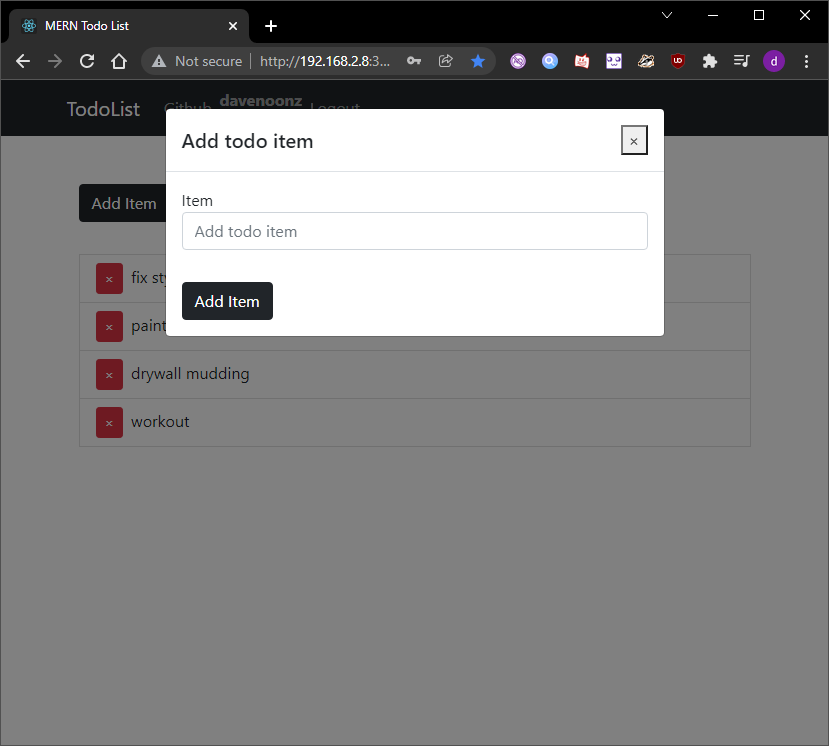 MERN Todo List
Not secure | http://192.168.2.8:3...
d
TodoList Github davenoonz Logout
Add todo item
×
Item
Add todo item
Add Item
Add Item
× fix
× paint
× drywall mudding
× workout